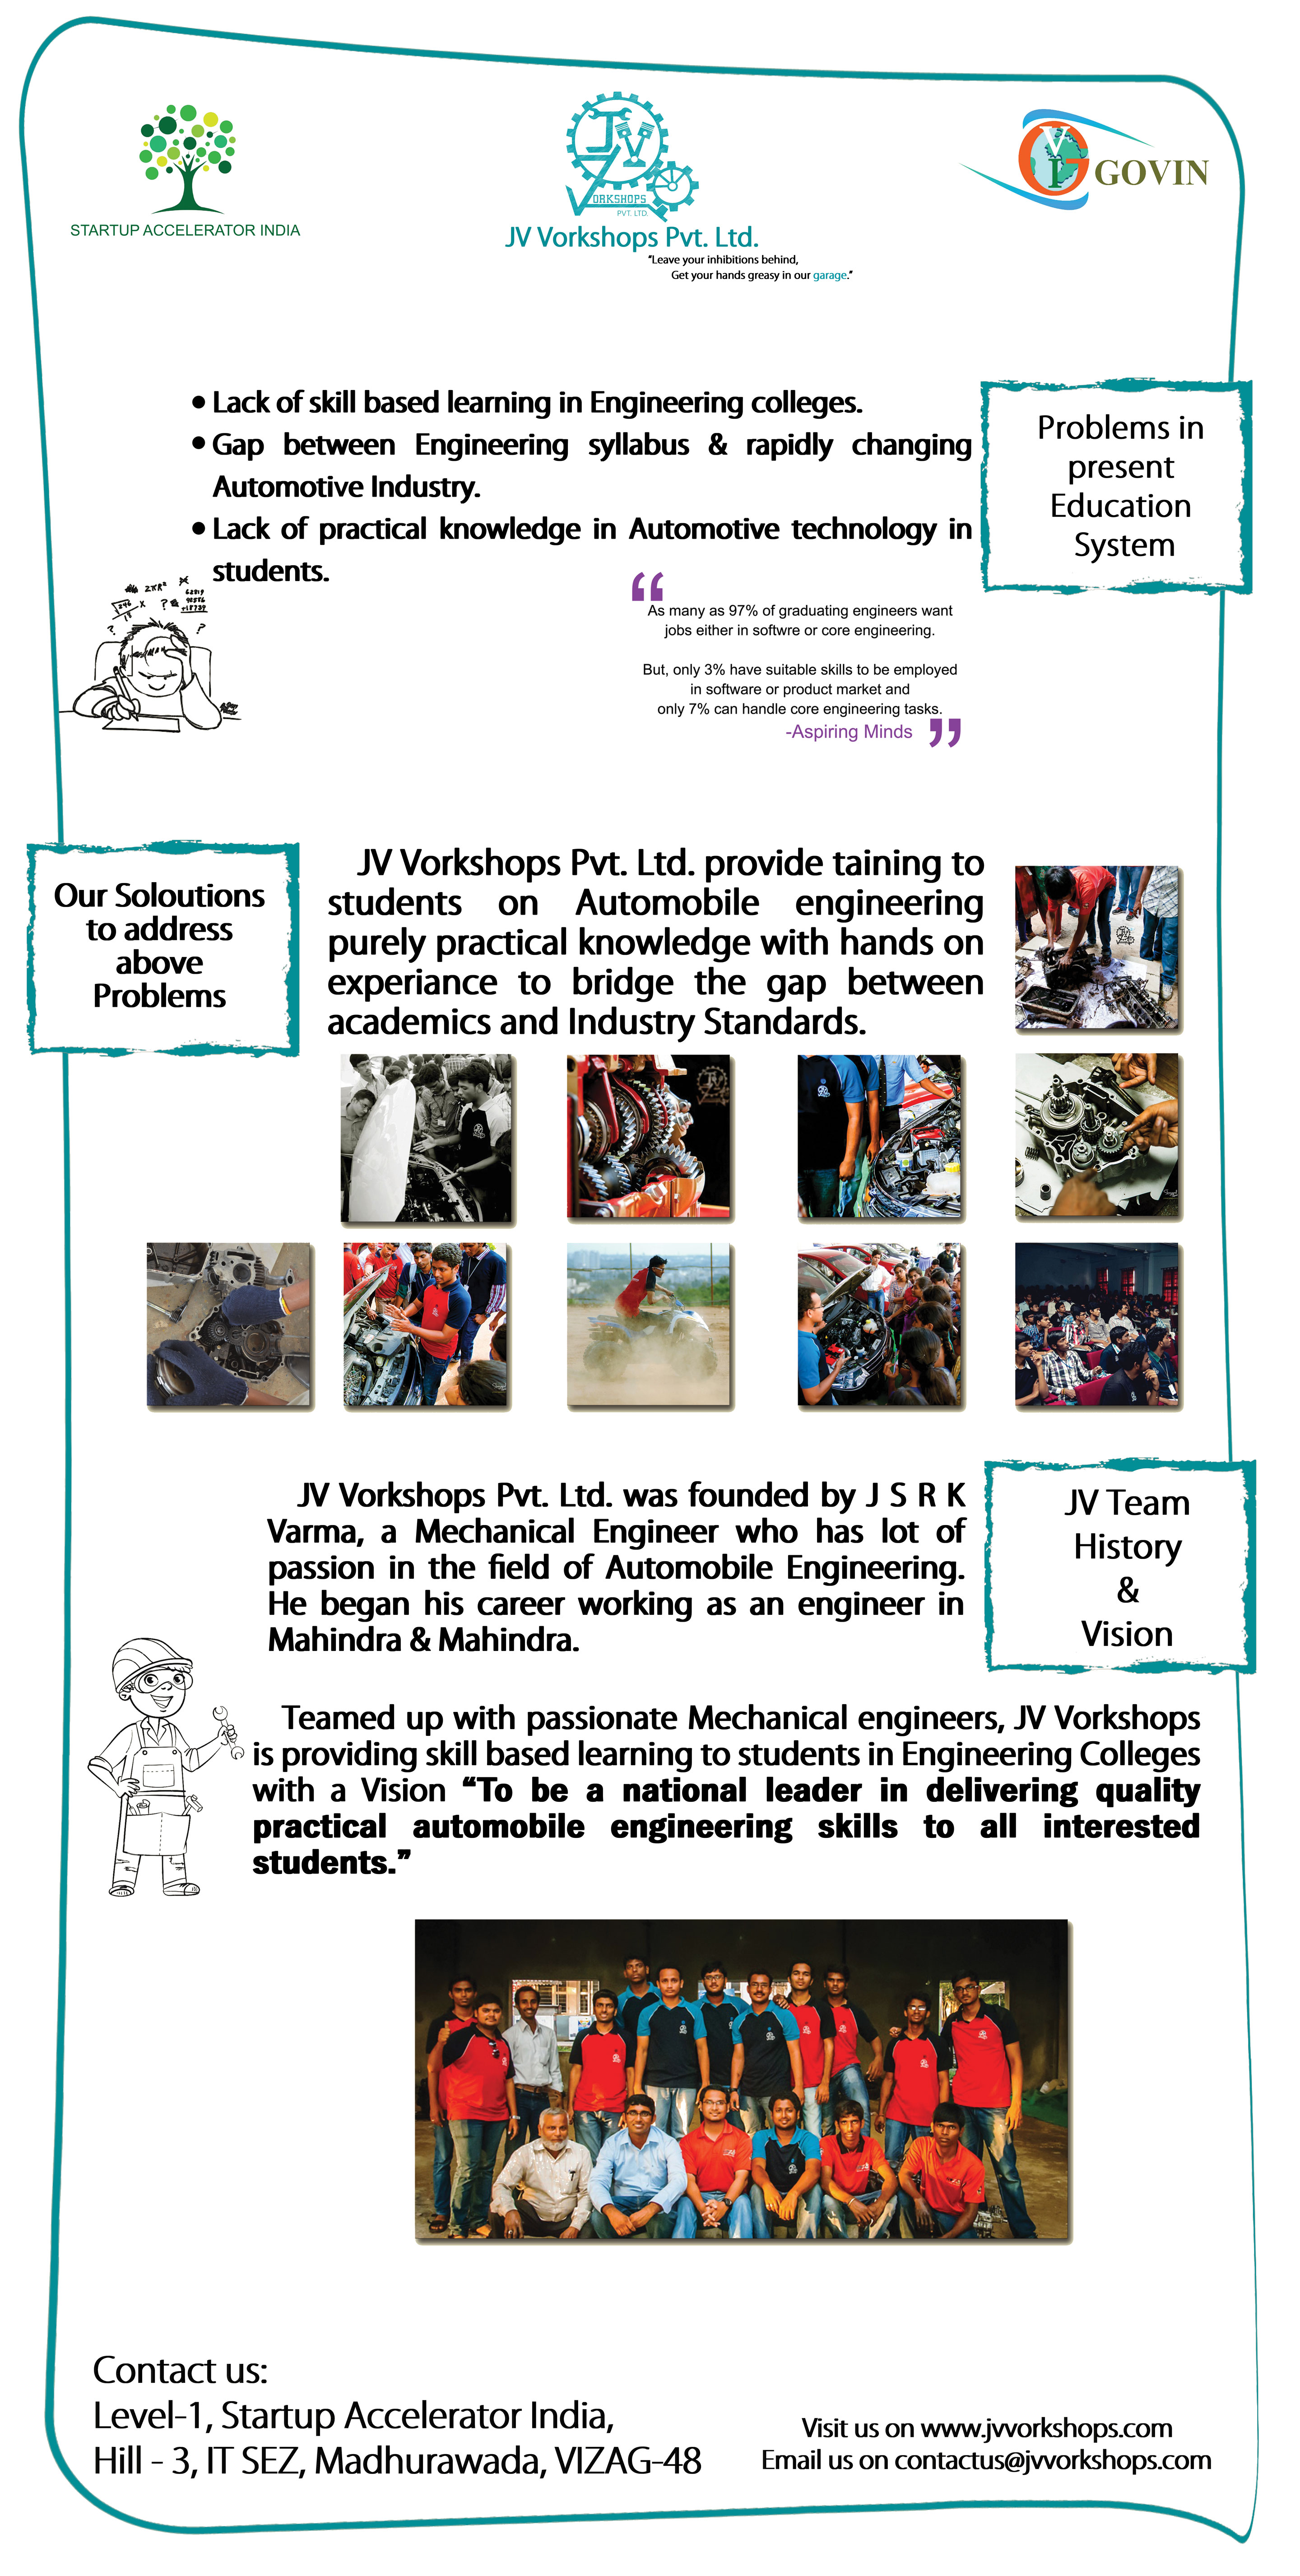 STARTUP ACCELERATOR INDIA
JV
VORKSHOPS
PVT. LTD.
JV Vorkshops Pvt. Ltd.
“Leave your inhibitions behind,
Get your hands greasy in our garage.”
V
G
I
GOVIN
Problems in
present
Education
System
• Lack of skill based learning in Engineering colleges.
• Gap between Engineering syllabus & rapidly changing
Automotive Industry.
• Lack of practical knowledge in Automotive technology in
students.
“
As many as 97% of graduating engineers want
jobs either in softwre or core engineering.
But, only 3% have suitable skills to be employed
in software or product market and
only 7% can handle core engineering tasks.
-Aspiring Minds ”
Our Soloutions
to address
above
Problems
JV Vorkshops Pvt. Ltd. provide taining to
students on Automobile engineering
purely practical knowledge with hands on
experiance to bridge the gap between
academics and Industry Standards.
JV Team
History
&
Vision
JV Vorkshops Pvt. Ltd. was founded by J S R K
Varma, a Mechanical Engineer who has lot of
passion in the field of Automobile Engineering.
He began his career working as an engineer in
Mahindra & Mahindra.
Teamed up with passionate Mechanical engineers, JV Vorkshops
is providing skill based learning to students in Engineering Colleges
with a Vision “To be a national leader in delivering quality
practical automobile engineering skills to all interested
students.”
Contact us:
Level-1, Startup Accelerator India,
Hill - 3, IT SEZ, Madhurawada, VIZAG-48
Visit us on www.jvvorkshops.com
Email us on contactus@jvvorkshops.com